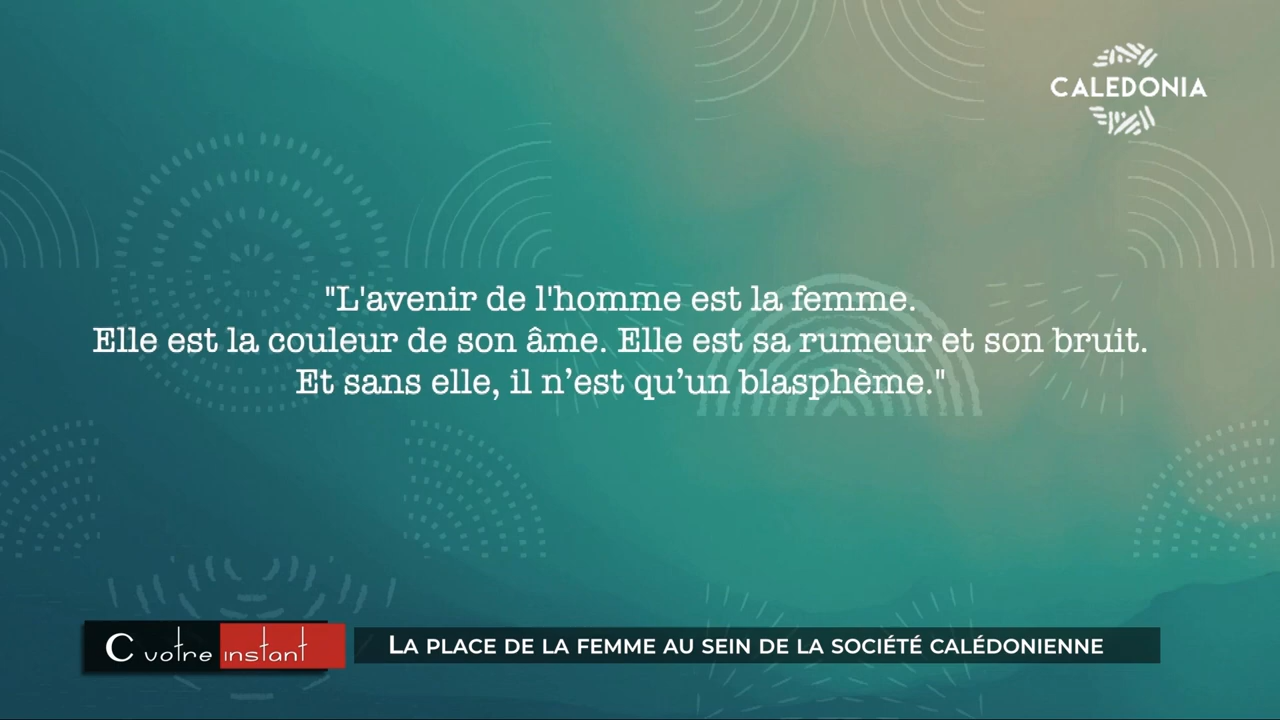 CALEDONIA
"L'avenir de l'homme est la femme.
Elle est la couleur de son âme. Elle est sa rumeur et son bruit.
Et sans elle, il n’est qu’un blasphème."
C votre instant
LA PLACE DE LA FEMME AU SEIN DE LA SOCIÉTÉ CALÉDONIENNE